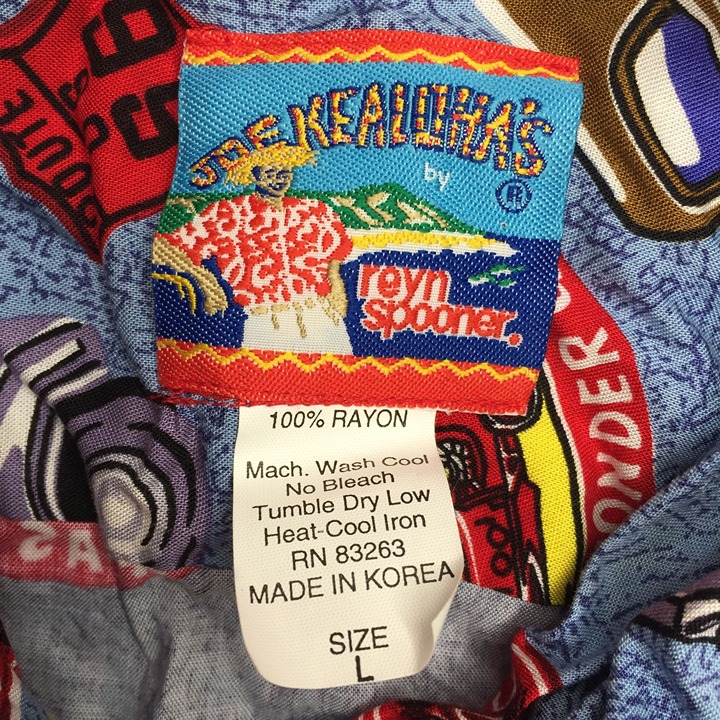 JOE KEALOHA'S
by
®
reyn
spooner.
100% RAYON
Mach. Wash Cool
No Bleach
Tumble Dry Low
Heat-Cool Iron
RN 83263
MADE IN KOREA
SIZE
L
66
ONDER